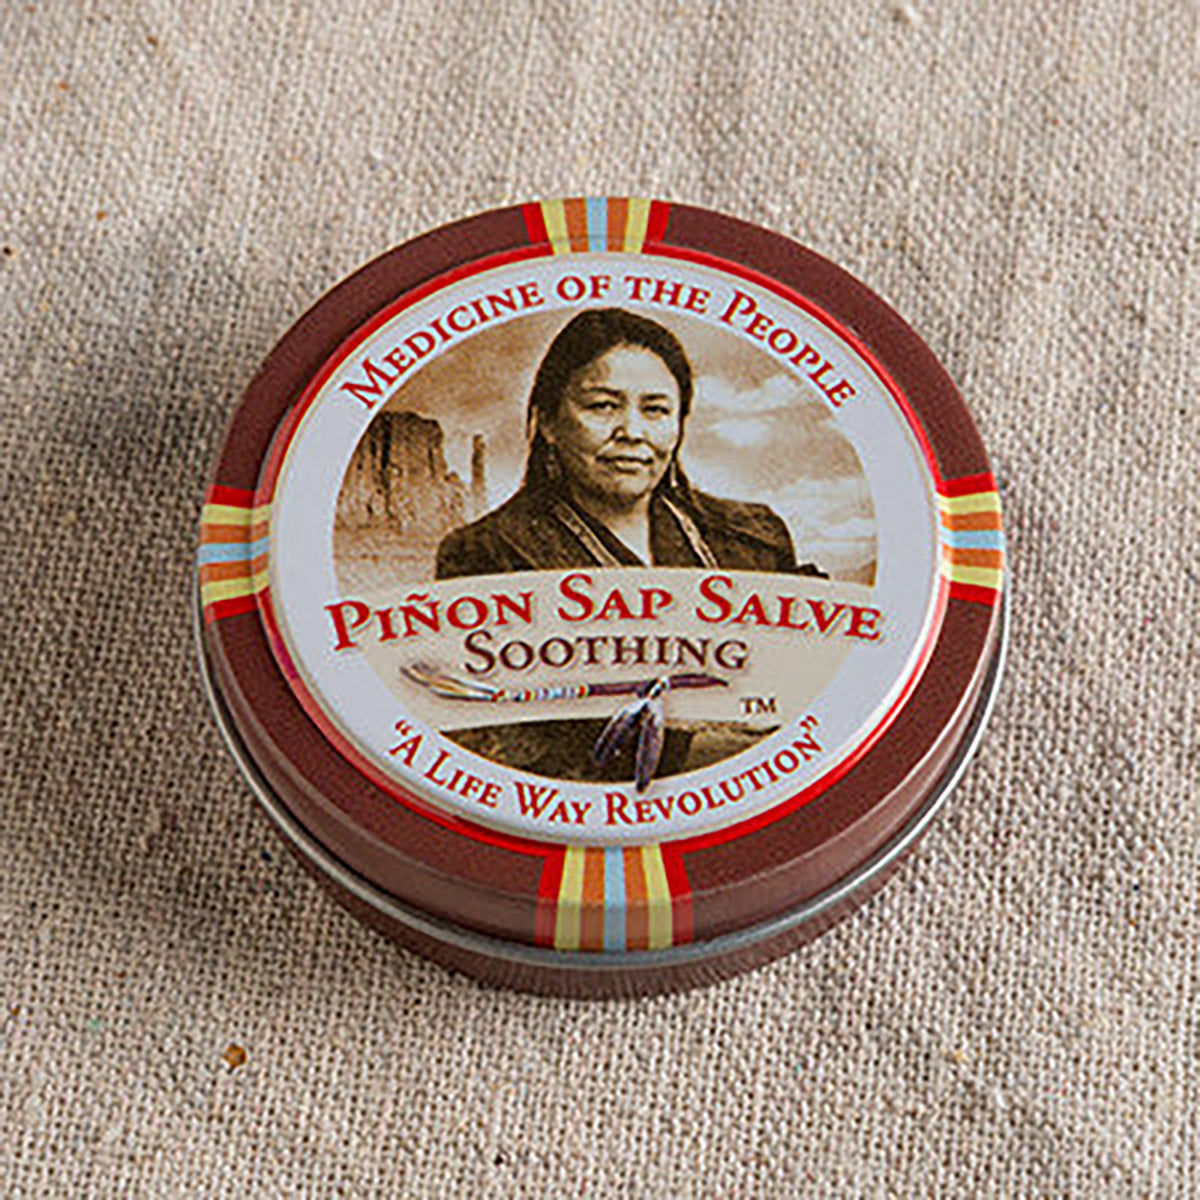 MEDICINE OF THE PEOPLE
PIÑON SAP SALVE
SOOTHING
TM
"A LIFE WAY REVOLUTION"